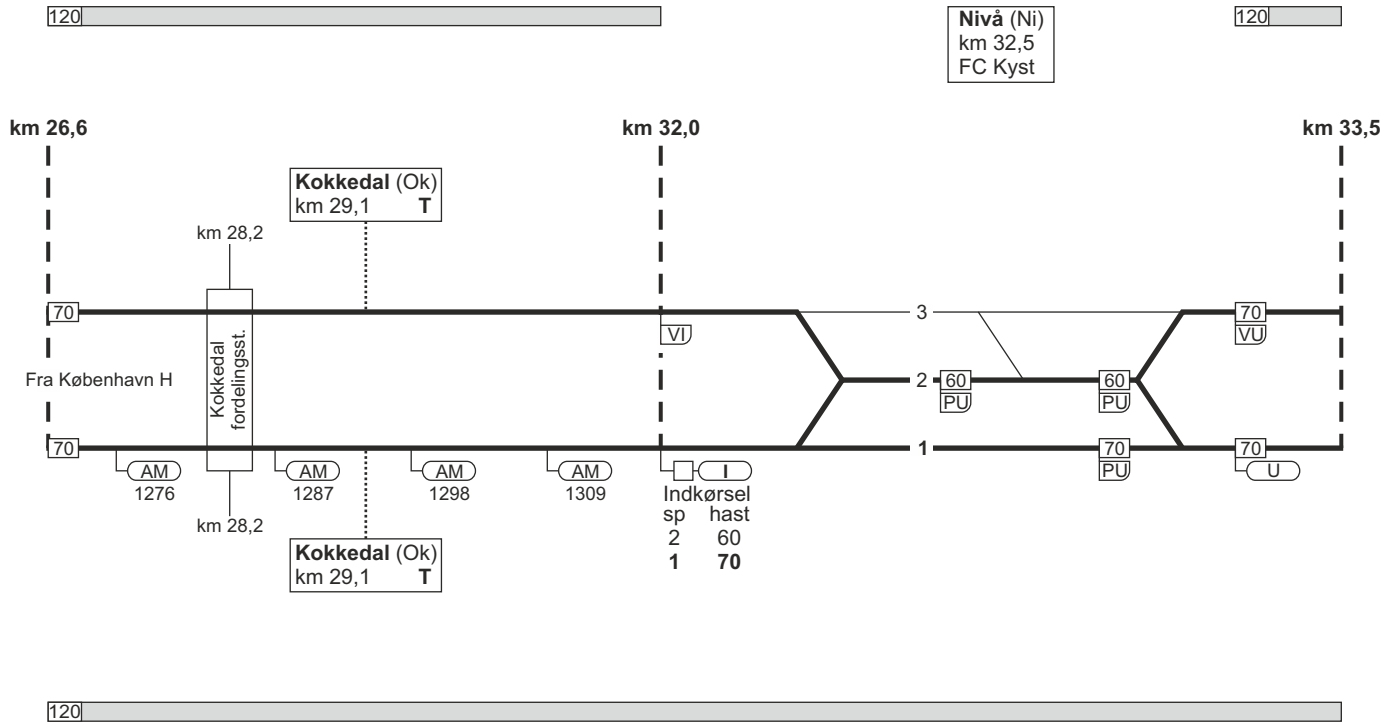 120
Nivå (Ni)
km 32,5
FC Kyst
120
km 26,6
km 32,0
km 33,5
Kokkedal (Ok)
km 29,1 T
km 28,2
70
3
70
VI
VU
Fra København H
Kokkedal
fordelingsst.
2
60
60
PU
PU
70
1
70
70
AM
1276
AM
1287
AM
1298
AM
1309
I
PU
U
Indkørsel
sp hast
2 60
1 70
km 28,2
Kokkedal (Ok)
km 29,1 T
120